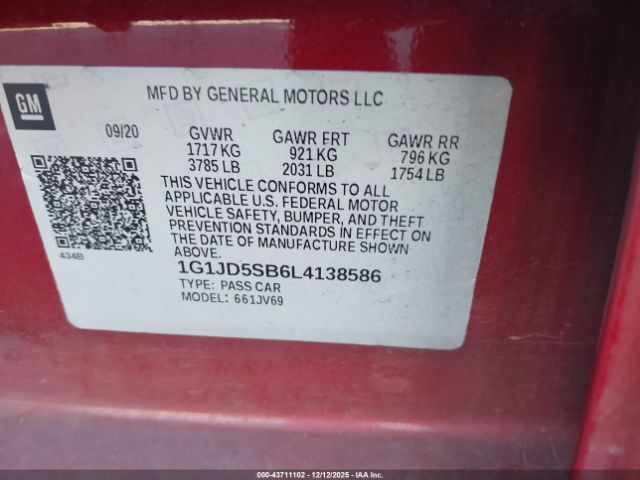 GM
MFD BY GENERAL MOTORS LLC
09/20 GVWR GAWR FRT GAWR RR
1717 KG 921 KG 796 KG
3785 LB 2031 LB 1754 LB
THIS VEHICLE CONFORMS TO ALL
APPLICABLE U.S. FEDERAL MOTOR
VEHICLE SAFETY, BUMPER, AND THEFT
PREVENTION STANDARDS IN EFFECT ON
THE DATE OF MANUFACTURE SHOWN
ABOVE.
434B
1G1JD5SB6L4138586
TYPE: PASS CAR
MODEL: 661JV69
000-43711102 - 12/12/2025 - IAAI.CA